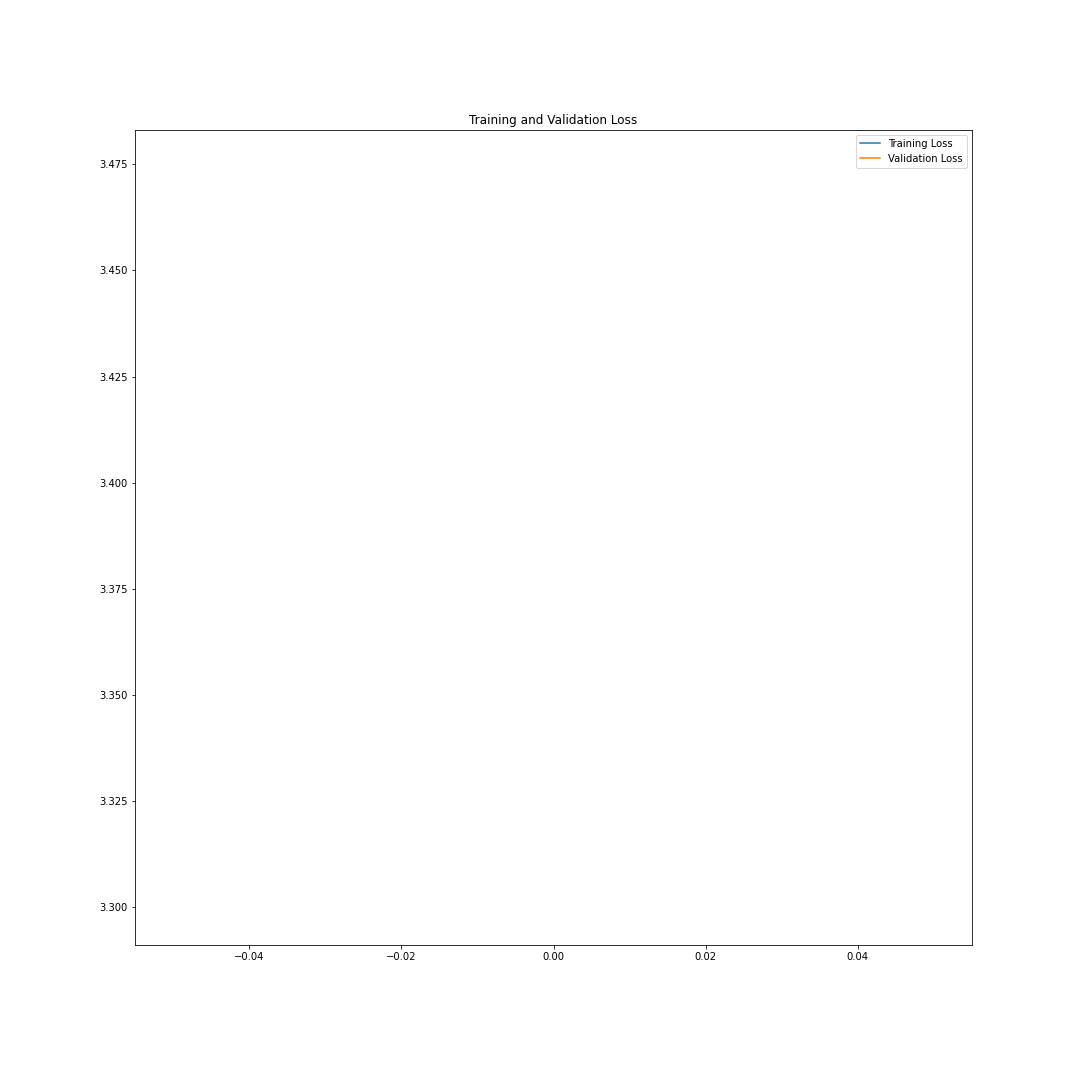 Training and Validation Loss
Training Loss
Validation Loss
3.475
3.450
3.425
3.400
3.375
3.350
3.325
3.300
−0.04 −0.02 0.00 0.02 0.04